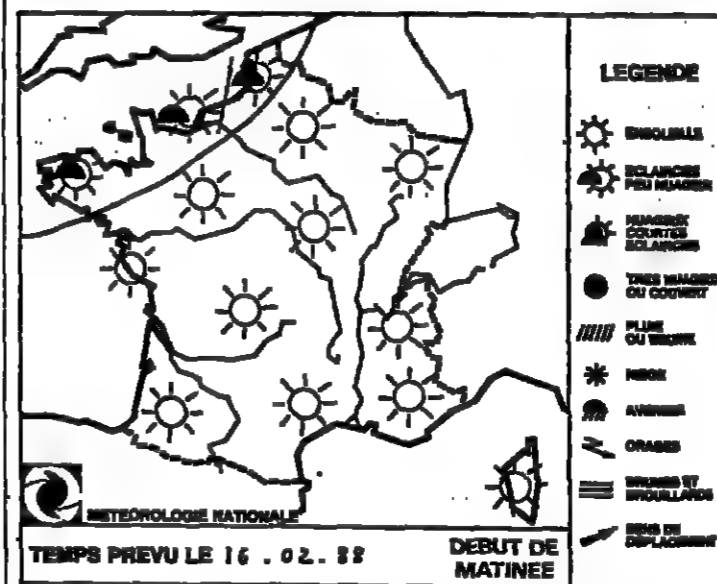 LEGENDE
ENSOLEILLE
ECLAIRCIES
PEU NUAGEUX
NUAGEUX
COURTES
ECLAIRCIES
TRES NUAGEUX
OU COUVERT
PLUIE
OU BRUINE
NEIGE
AVERSES
ORAGES
BRUMES ET
BROUILLARDS
SENS DE
DEPLACEMENT
METEOROLOGIE NATIONALE
TEMPS PREVU LE 16 . 02 . 88
DEBUT DE
MATINEE